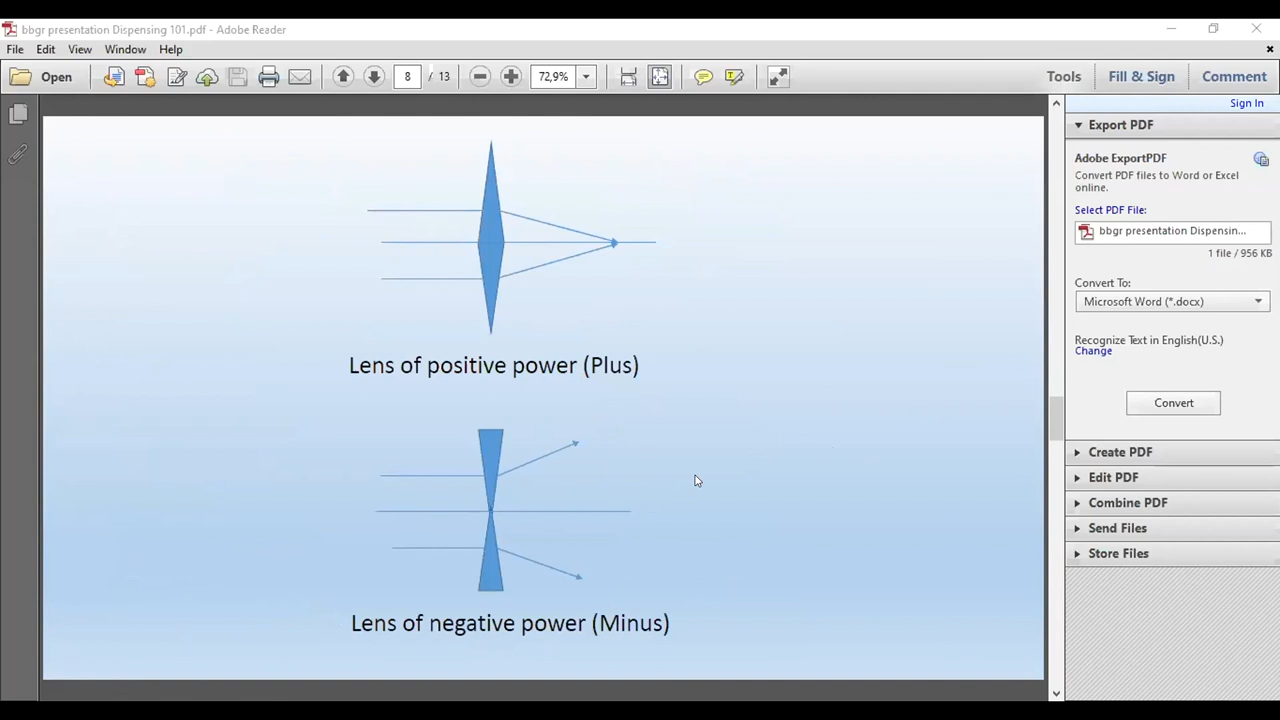 bbgr presentation Dispensing 101.pdf - Adobe Reader
File Edit View Window Help
Open 8 / 13 72,9% Tools Fill & Sign Comment
Sign In
Export PDF
Adobe ExportPDF
Convert PDF files to Word or Excel
online.
Select PDF File:
bbgr presentation Dispensin...
1 file / 956 KB
Convert To:
Microsoft Word (*.docx)
Recognize Text in English(U.S.)
Change
Convert
Create PDF
Edit PDF
Combine PDF
Send Files
Store Files
Lens of positive power (Plus)
Lens of negative power (Minus)